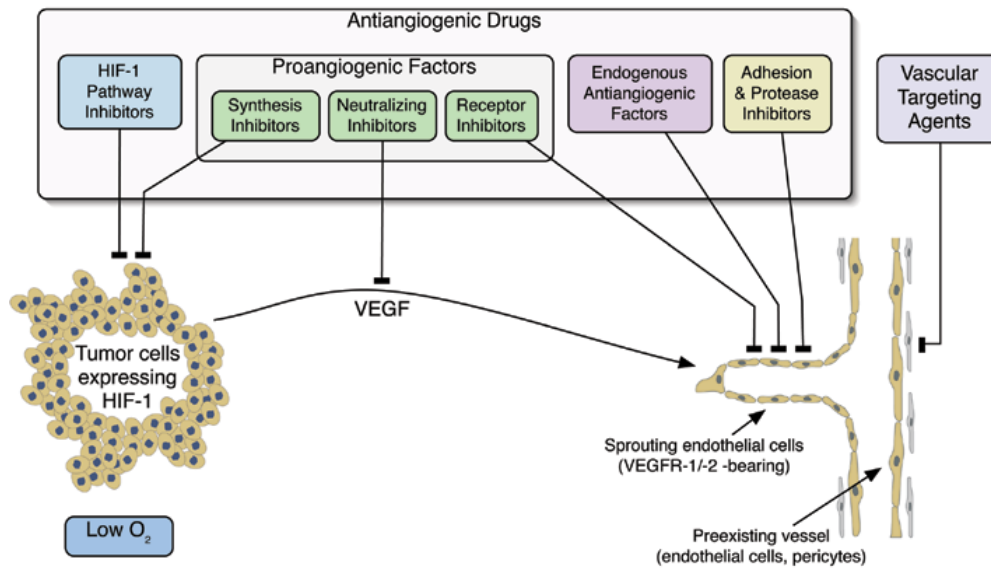 Antiangiogenic Drugs
HIF-1
Pathway
Inhibitors
Proangiogenic Factors
Synthesis
Inhibitors
Neutralizing
Inhibitors
Receptor
Inhibitors
Endogenous
Antiangiogenic
Factors
Adhesion
& Protease
Inhibitors
Vascular
Targeting
Agents
VEGF
Tumor cells
expressing
HIF-1
Sprouting endothelial cells
(VEGFR-1/-2 -bearing)
Low O2
Preexisting vessel
(endothelial cells, pericytes)